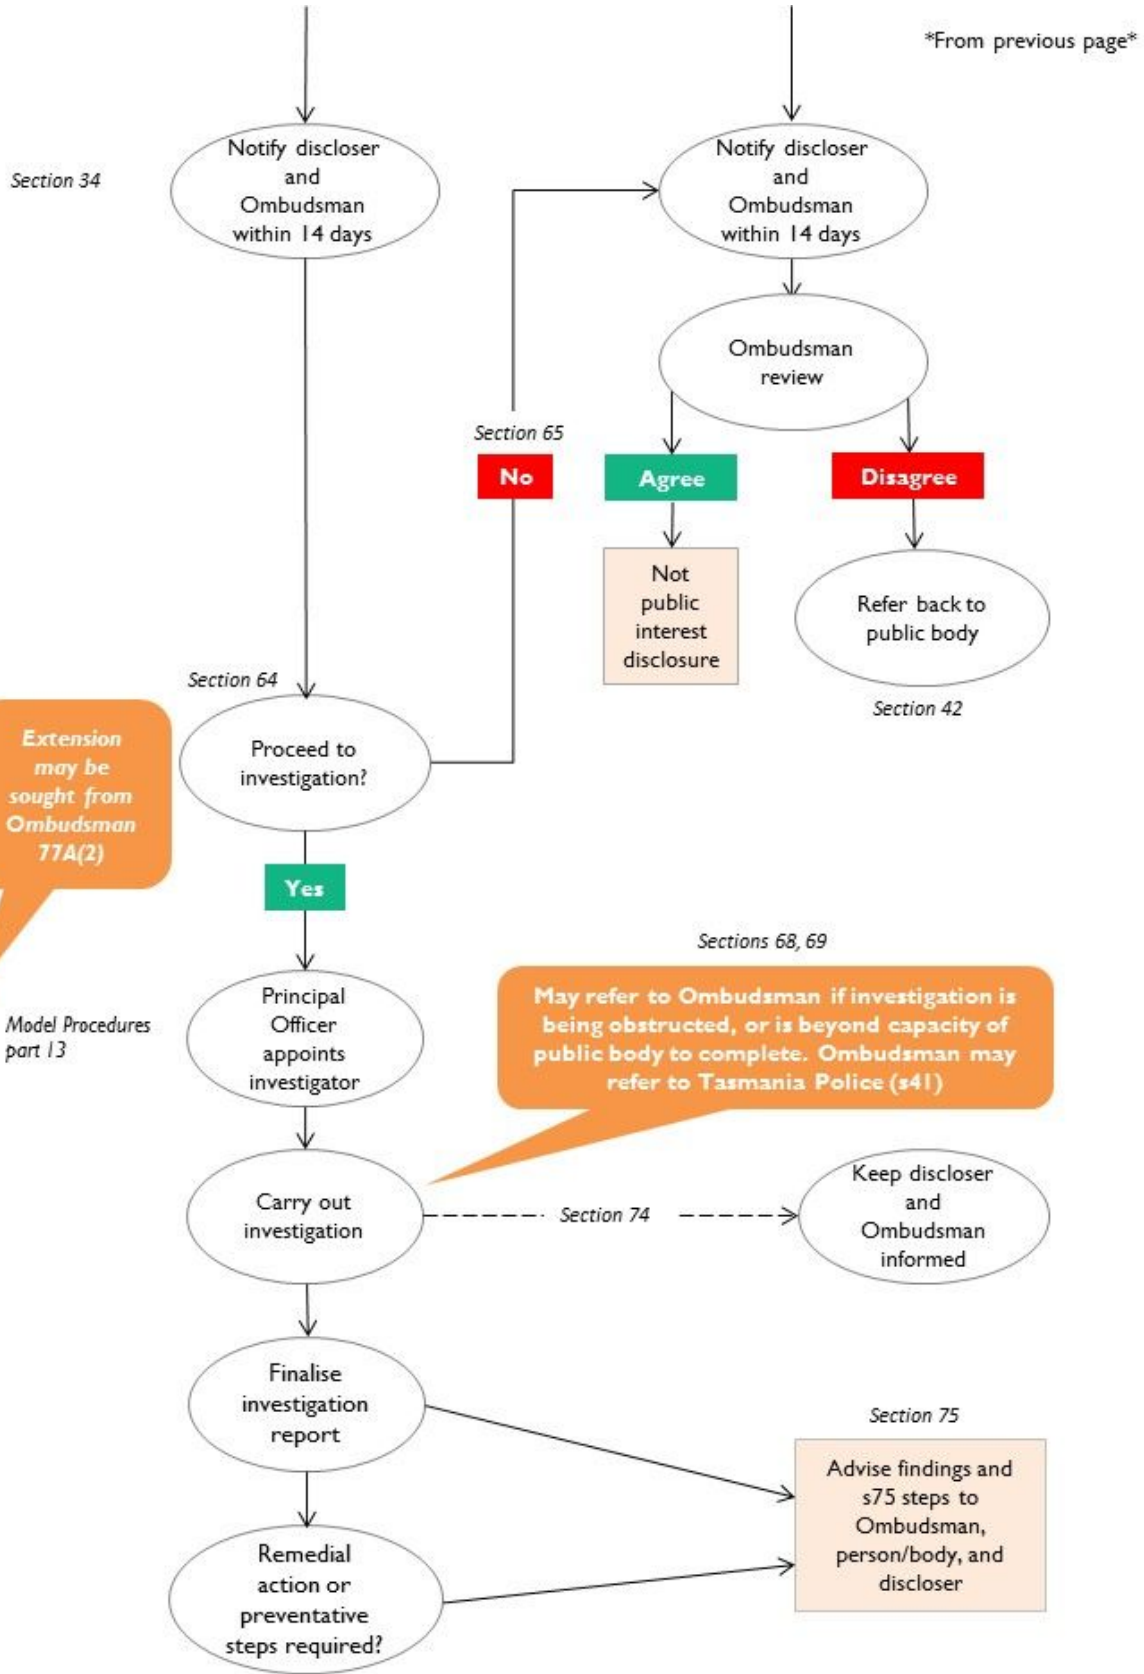 *From previous page*
Section 34
Notify discloser
and
Ombudsman
within 14 days
Notify discloser
and
Ombudsman
within 14 days
Ombudsman
review
Section 65
No
Agree
Disagree
Not
public
interest
disclosure
Refer back to
public body
Section 42
Section 64
Proceed to
investigation?
Extension
may be
sought from
Ombudsman
77A(2)
Yes
Model Procedures
part 13
Principal
Officer
appoints
investigator
Sections 68, 69
May refer to Ombudsman if investigation is
being obstructed, or is beyond capacity of
public body to complete. Ombudsman may
refer to Tasmania Police (s41)
Carry out
investigation
Section 74
Keep discloser
and
Ombudsman
informed
Finalise
investigation
report
Section 75
Advise findings and
s75 steps to
Ombudsman,
person/body, and
discloser
Remedial
action or
preventative
steps required?